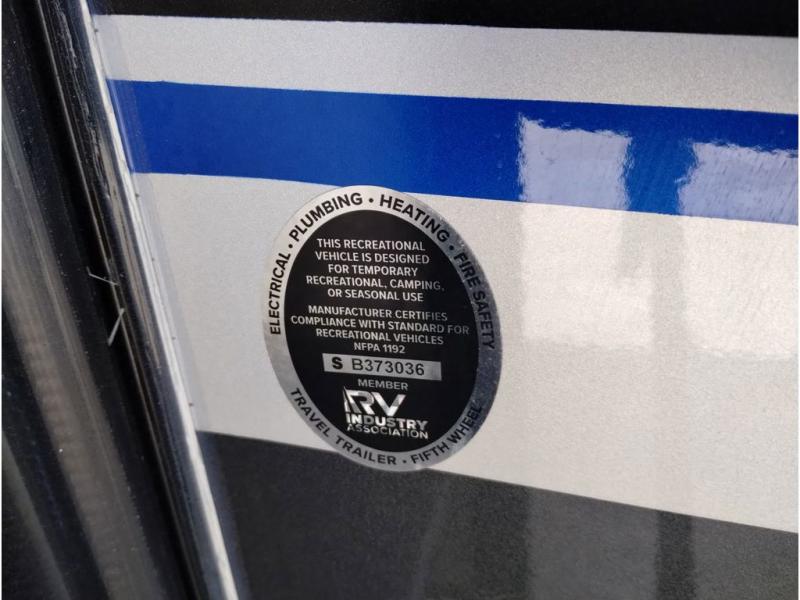 ELECTRICAL • PLUMBING • HEATING • FIRE SAFETY
THIS RECREATIONAL
VEHICLE IS DESIGNED
FOR TEMPORARY
RECREATIONAL, CAMPING,
OR SEASONAL USE
MANUFACTURER CERTIFIES
COMPLIANCE WITH STANDARD FOR
RECREATIONAL VEHICLES
NFPA 1192
S B373036
MEMBER
RV
INDUSTRY
ASSOCIATION
TRAVEL TRAILER • FIFTH WHEEL